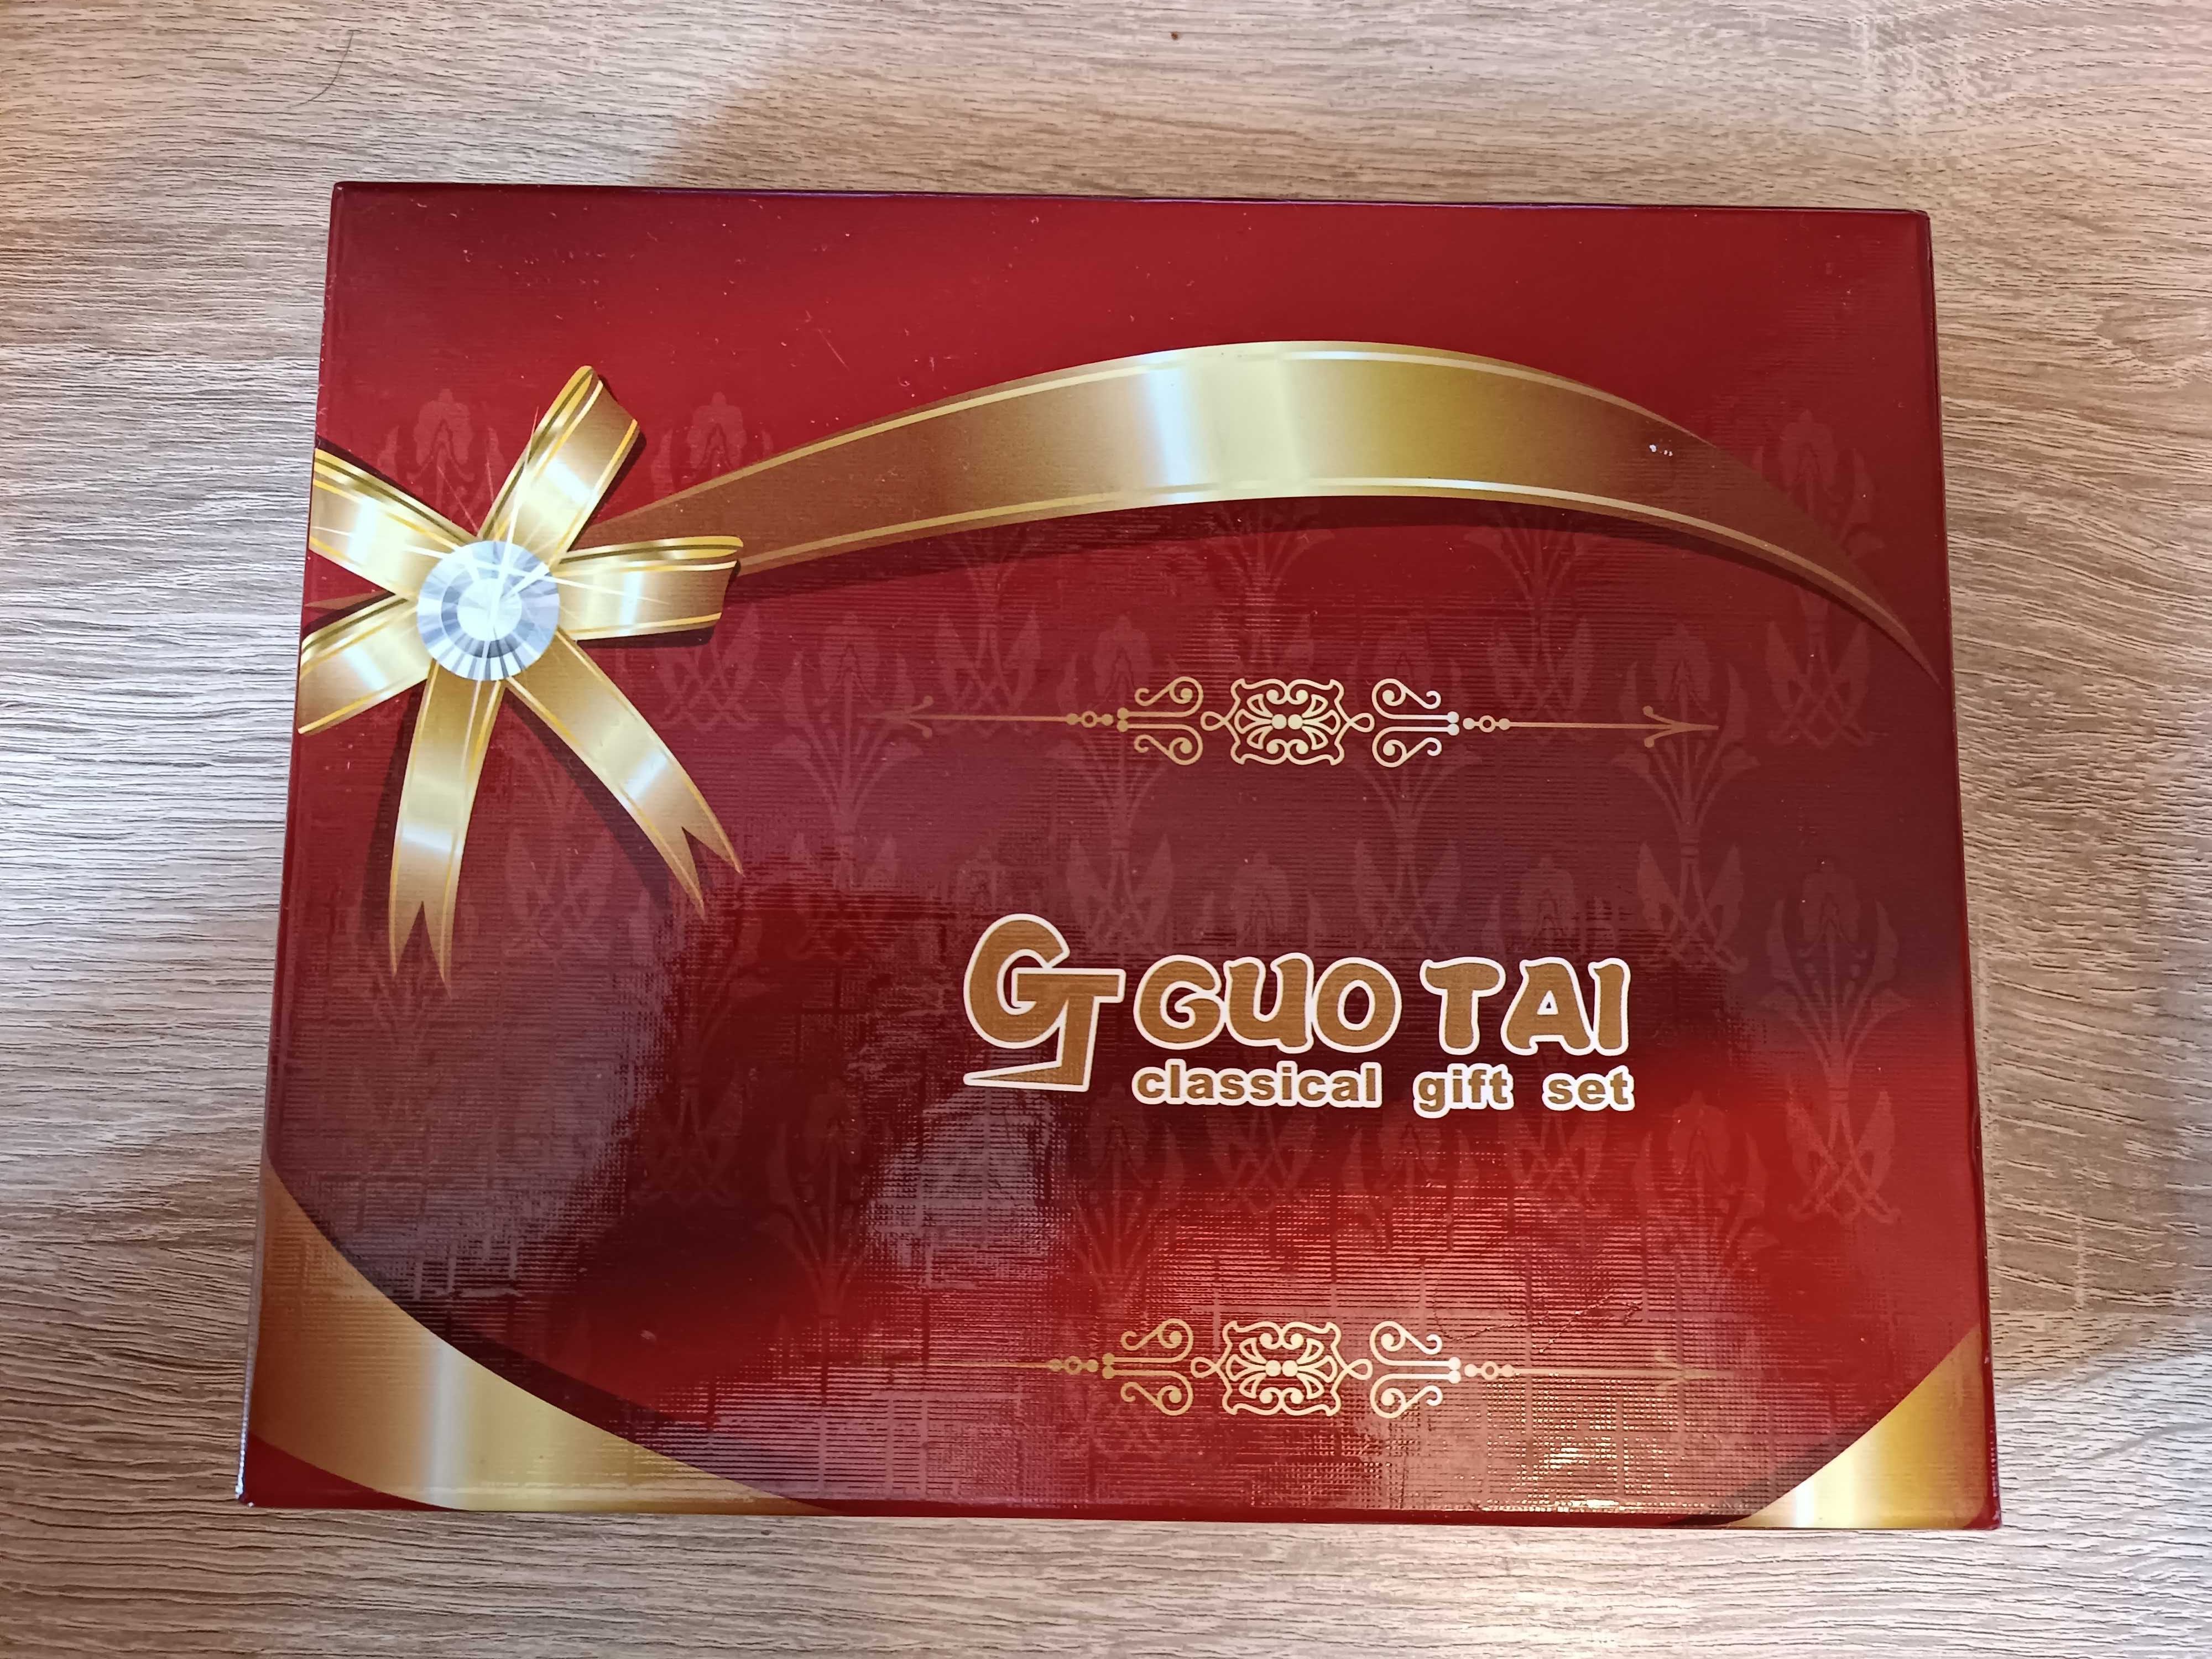 GT GUO TAI
classical gift set